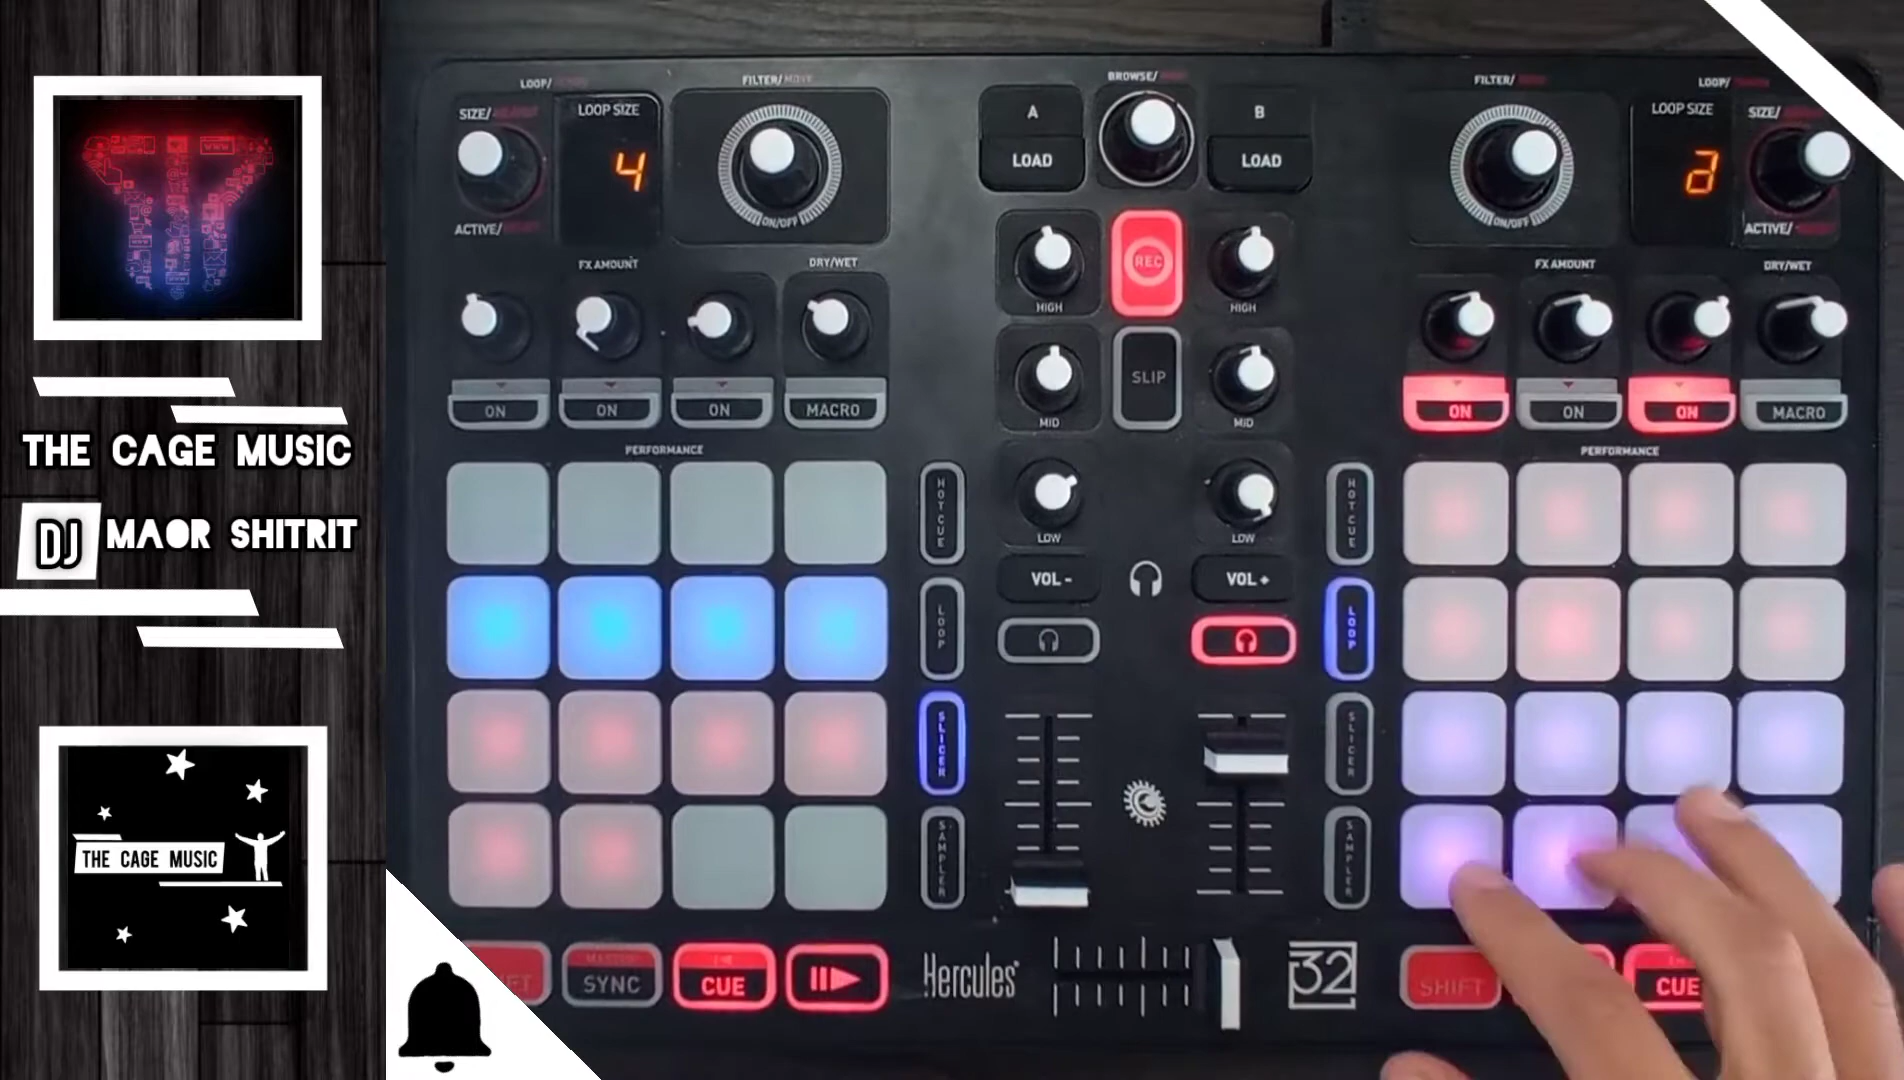 THE CAGE MUSIC
DJ MAOR SHITRIT
THE CAGE MUSIC
LOOP/
SIZE/
LOOP SIZE
4
ACTIVE/
FILTER/MOVE
ON/OFF
A
LOAD
BROWSE/
B
LOAD
FILTER/
ON/OFF
LOOP/
LOOP SIZE
2
SIZE/
ACTIVE/
FX AMOUNT
DRY/WET
HIGH
REC
HIGH
FX AMOUNT
DRY/WET
ON
ON
ON
MACRO
MID
SLIP
MID
ON
ON
ON
MACRO
PERFORMANCE
PERFORMANCE
HOT CUE
LOOP
SLICER
SAMPLER
LOW
LOW
VOL -
VOL +
HOT CUE
LOOP
SLICER
SAMPLER
MASTER
SYNC
CUE
Hercules
32
SHIFT
CUE